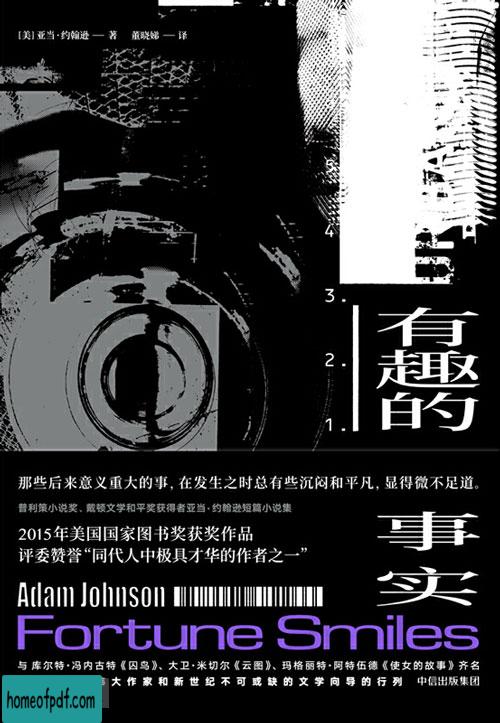 [美]亚当·约翰逊—著 董晓娣—译
5
4
3.
2.
1.
有趣的
事实
那些后来意义重大的事，在发生之时总有些沉闷和平凡，显得微不足道。
普利策小说奖、戴顿文学和平奖获得者亚当·约翰逊短篇小说集
2015年美国国家图书奖获奖作品
评委赞誉“同代人中极具才华的作者之一”
Adam Johnson
Fortune Smiles
与 库尔特·冯内古特《囚鸟》、大卫·米切尔《云图》、玛格丽特·阿特伍德《使女的故事》齐名
大作家和新世纪不可或缺的文学向导的行列
中信出版集团
homeofpdf.com